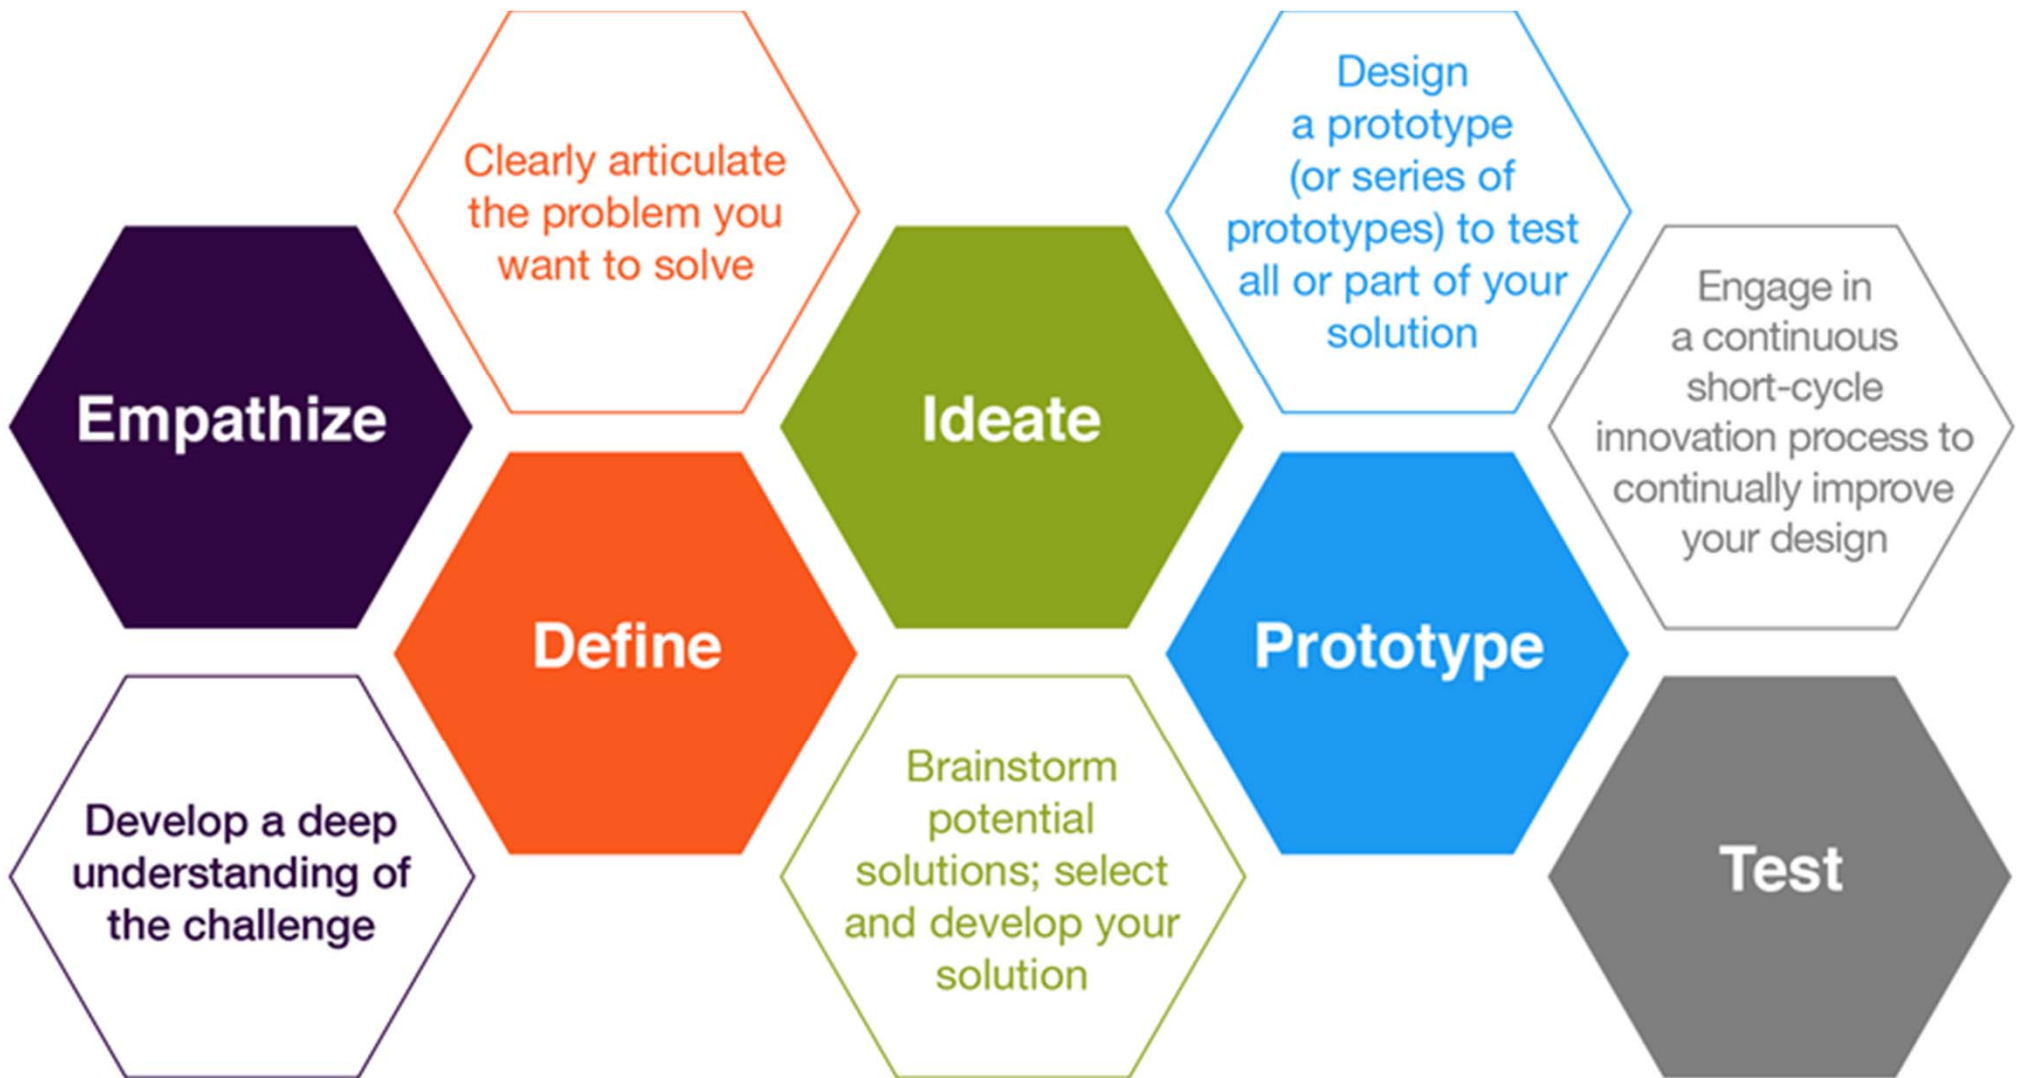 Empathize
Develop a deep
understanding of
the challenge
Clearly articulate
the problem you
want to solve
Define
Ideate
Brainstorm
potential
solutions; select
and develop your
solution
Design
a prototype
(or series of
prototypes) to test
all or part of your
solution
Prototype
Engage in
a continuous
short-cycle
innovation process to
continually improve
your design
Test